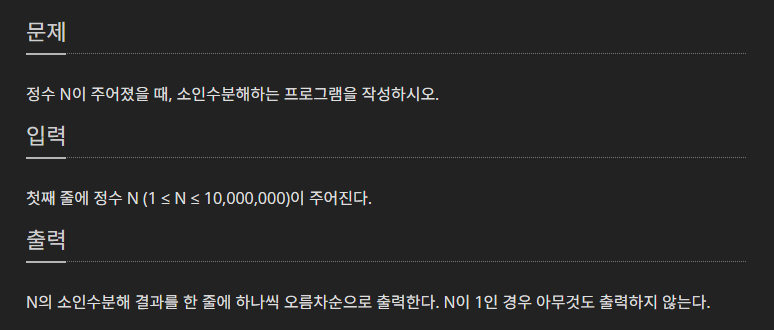 문제
정수 N이 주어졌을 때, 소인수분해하는 프로그램을 작성하시오.
입력
첫째 줄에 정수 N (1 ≤ N ≤ 10,000,000)이 주어진다.
출력
N의 소인수분해 결과를 한 줄에 하나씩 오름차순으로 출력한다. N이 1인 경우 아무것도 출력하지 않는다.